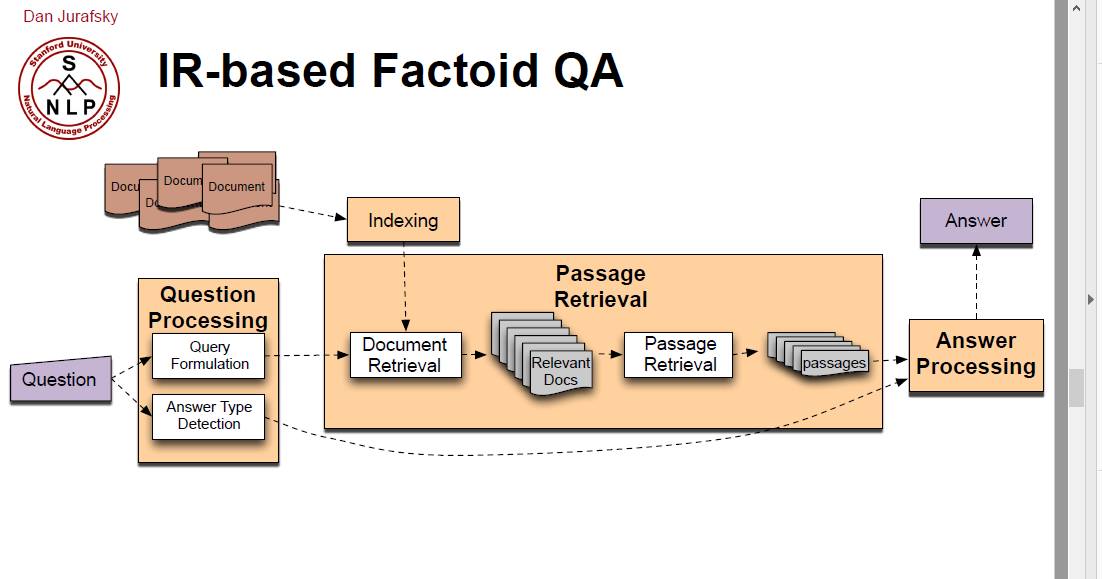 Dan Jurafsky
Stanford University
S
N L P
Natural Language Processing
IR-based Factoid QA
Docu
Docum
Document
Do
Indexing
Answer
Passage
Retrieval
Question
Processing
Query
Formulation
Answer Type
Detection
Question
Document
Retrieval
Relevant
Docs
Passage
Retrieval
passages
Answer
Processing